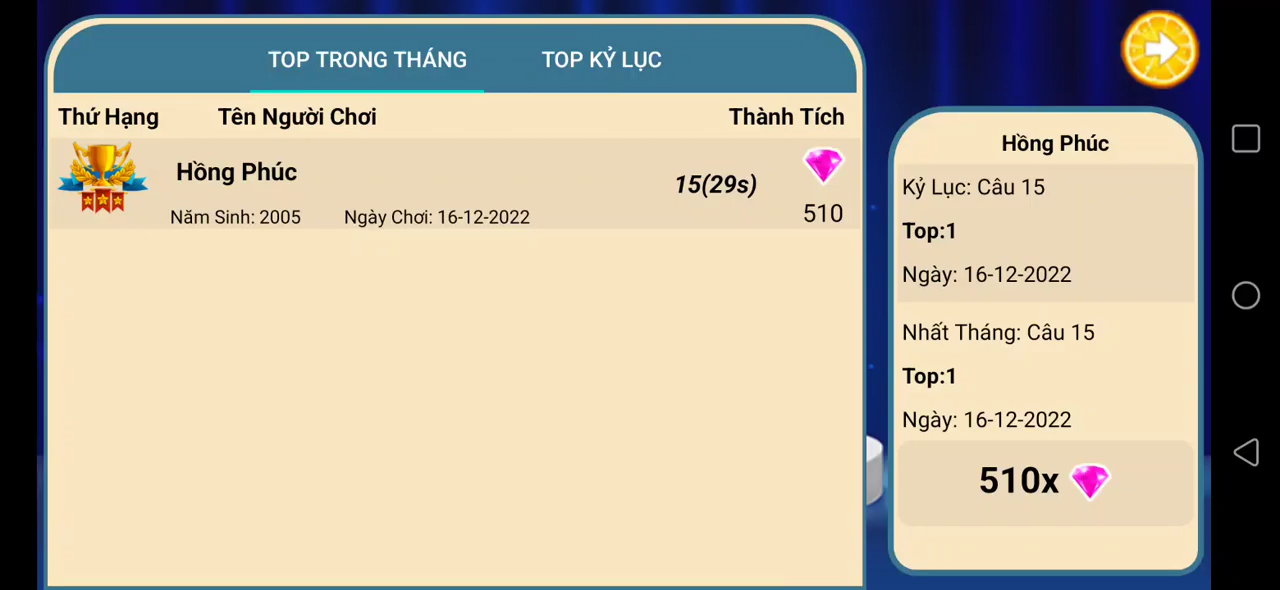 TOP TRONG THÁNG TOP KỶ LỤC
Thứ Hạng Tên Người Chơi Thành Tích
Hồng Phúc
15(29s)
Năm Sinh: 2005 Ngày Chơi: 16-12-2022 510
Hồng Phúc
Kỷ Lục: Câu 15
Top:1
Ngày: 16-12-2022
Nhất Tháng: Câu 15
Top:1
Ngày: 16-12-2022
510x